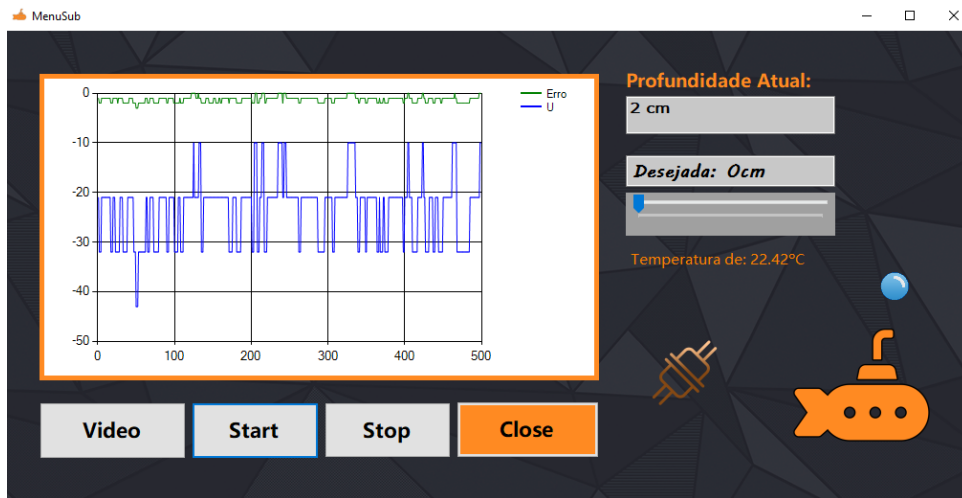 MenuSub
0
-10
-20
-30
-40
-50
0 100 200 300 400 500
Erro
U
Profundidade Atual:
2 cm
Desejada: 0cm
Temperatura de: 22.42ºC
Video Start Stop Close